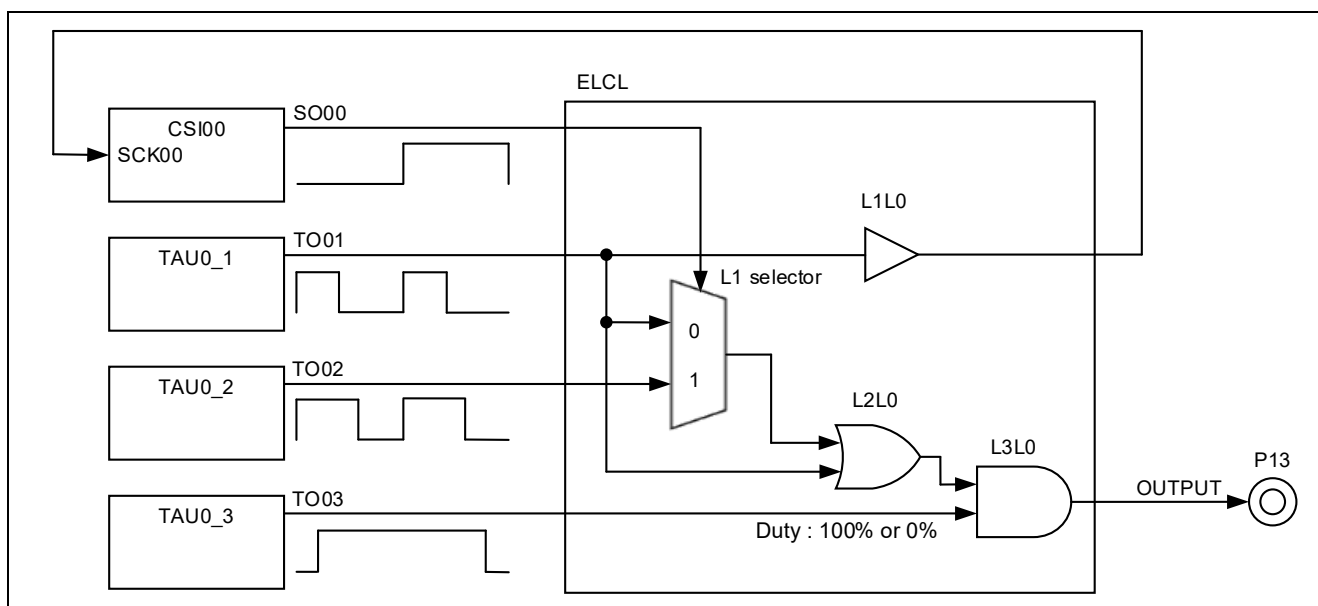 ELCL
CSI00
SCK00
SO00
L1L0
TAU0_1
TO01
L1 selector
0
1
TAU0_2
TO02
L2L0
L3L0
P13
TAU0_3
TO03
OUTPUT
Duty : 100% or 0%